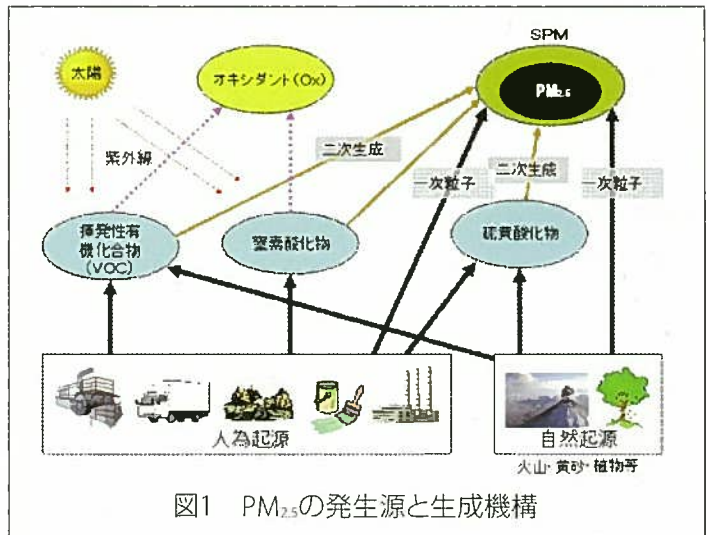 SPM
太陽
オキシダント(Ox)
PM2.5
紫外線
二次生成
一次粒子
二次生成
一次粒子
揮発性有
機化合物
(VOC)
窒素酸化物
硫黄酸化物
人為起源
自然起源
火山・黄砂・植物等
図1 PM2.5の発生源と生成機構